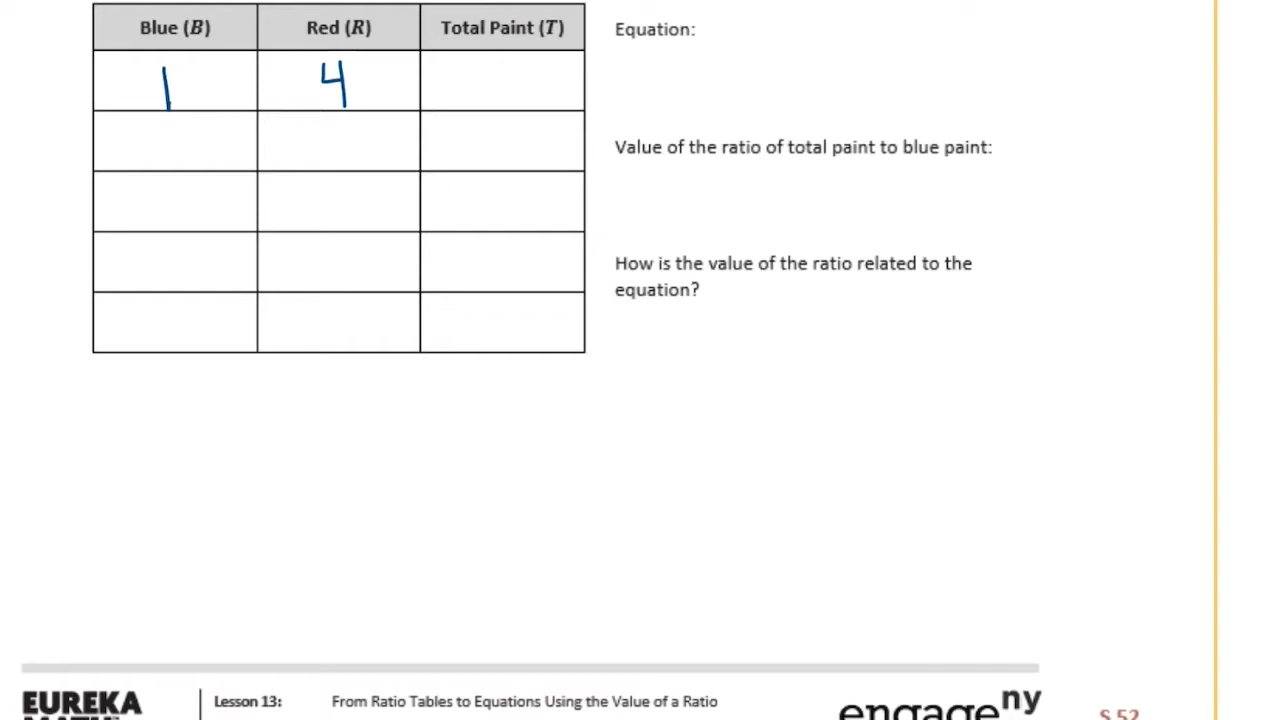 Blue (B) Red (R) Total Paint (T)
1 4
Equation:
Value of the ratio of total paint to blue paint:
How is the value of the ratio related to the
equation?
EUREKA
MATH™
Lesson 13: From Ratio Tables to Equations Using the Value of a Ratio
engage ny
S.52